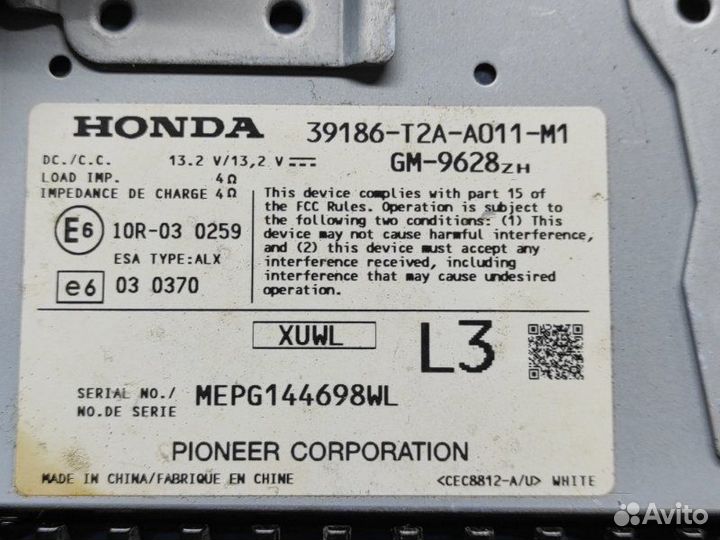 HONDA 39186-T2A-A011-M1
DC./C.C. 13.2 V/13,2 V GM-9628ZH
LOAD IMP. 4Ω
IMPEDANCE DE CHARGE 4Ω
E6 10R-03 0259
ESA TYPE:ALX
e6 03 0370
This device complies with part 15 of
the FCC Rules. Operation is subject to
the following two conditions: (1) This
device may not cause harmful interference,
and (2) this device must accept any
interference received, including
interference that may cause undesired
operation.
XUWL L3
SERIAL NO./
NO.DE SERIE MEPG144698WL
PIONEER CORPORATION
MADE IN CHINA/FABRIQUE EN CHINE <CEC8812-A/U> WHITE
Avito